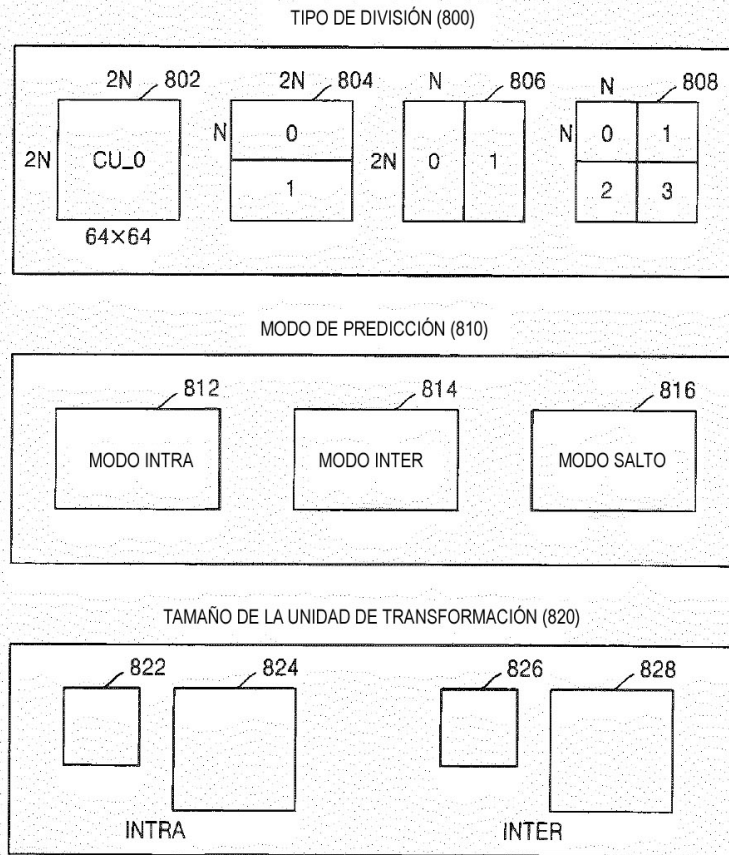 TIPO DE DIVISIÓN (800)
2N 802 2N 804 N 806 N 808
2N CU_0 N 0 2N 0 1 N 0 1
1 2 3
64×64
MODO DE PREDICCIÓN (810)
812 814 816
MODO INTRA MODO INTER MODO SALTO
TAMAÑO DE LA UNIDAD DE TRANSFORMACIÓN (820)
822 824 826 828
INTRA INTER